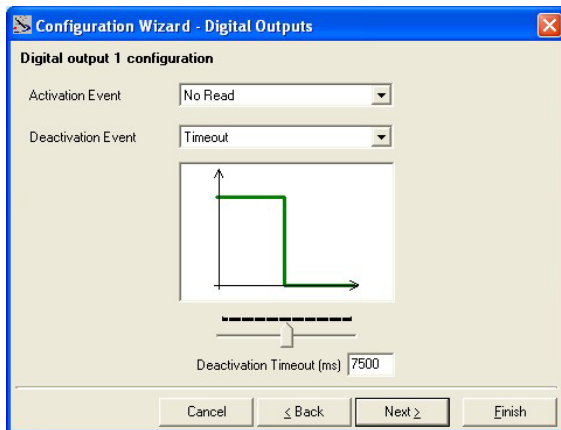 Configuration Wizard - Digital Outputs
Digital output 1 configuration
Activation Event
No Read
Deactivation Event
Timeout
Deactivation Timeout (ms) 7500
Cancel
< Back
Next >
Finish